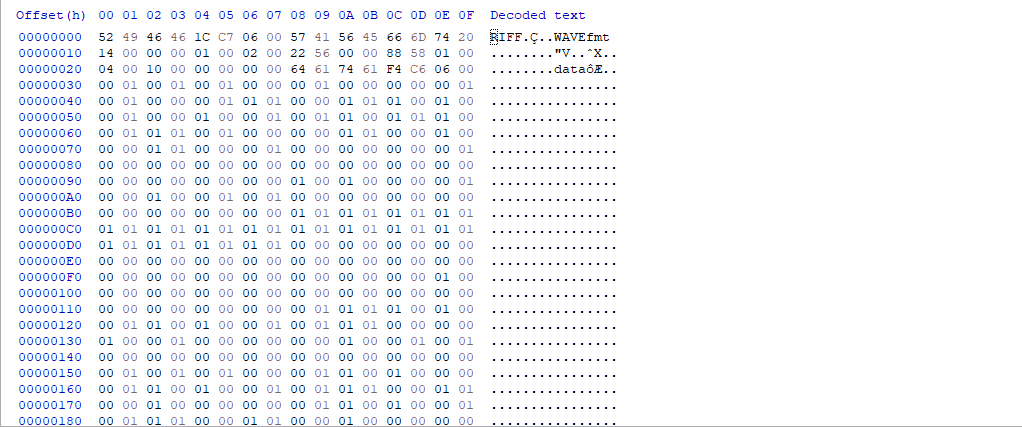 Offset(h) 00 01 02 03 04 05 06 07 08 09 0A 0B 0C 0D 0E 0F Decoded text
00000000 52 49 46 46 1C C7 06 00 57 41 56 45 66 6D 74 20 RIFF.Ç..WAVEfmt
00000010 14 00 00 00 01 00 02 00 22 56 00 00 88 58 01 00 ........"V..ˆX..
00000020 04 00 10 00 00 00 00 00 64 61 74 61 F4 C6 06 00 ........dataôÆ..
00000030 00 01 00 01 00 01 00 00 00 01 00 00 00 00 00 01 ................
00000040 00 01 00 00 00 01 01 01 00 00 01 01 01 00 01 00 ................
00000050 00 01 00 00 01 00 00 01 00 01 01 00 01 01 01 00 ................
00000060 00 01 01 01 00 01 00 00 00 00 01 01 00 00 01 00 ................
00000070 00 00 01 01 00 00 00 01 00 00 00 00 00 00 00 01 ................
00000080 00 00 00 00 00 00 00 00 00 00 00 00 00 00 00 00 ................
00000090 00 00 00 00 00 00 00 00 01 00 01 00 00 00 00 01 ................
000000A0 00 00 01 00 00 01 00 01 00 00 00 00 00 00 00 00 ................
000000B0 00 00 00 00 00 00 00 00 01 01 01 01 01 01 01 01 ................
000000C0 01 01 01 01 01 01 01 01 01 01 01 01 01 01 01 01 ................
000000D0 01 01 01 01 01 01 01 00 00 00 00 00 00 00 00 00 ................
000000E0 00 00 00 00 00 00 00 00 00 00 00 00 00 00 00 00 ................
000000F0 00 00 00 00 00 00 00 00 00 00 00 00 00 00 01 00 ................
00000100 00 00 00 00 00 00 00 00 00 00 00 00 00 00 00 00 ................
00000110 00 00 00 00 00 00 00 00 00 01 01 01 01 00 01 00 ................
00000120 00 01 01 00 01 00 00 01 00 01 01 01 00 00 00 00 ................
00000130 01 00 00 01 00 00 00 00 00 01 01 00 00 01 00 01 ................
00000140 00 00 00 00 00 00 00 00 00 00 00 00 00 00 00 00 ................
00000150 00 01 01 00 00 01 00 00 00 01 01 01 00 01 00 00 ................
00000160 00 01 01 00 01 00 00 01 00 01 01 00 00 00 01 01 ................
00000170 00 00 01 00 00 00 00 00 00 01 01 00 01 00 00 01 ................
00000180 00 01 01 01 00 00 01 01 00 01 00 00 00 00 00 00 ................